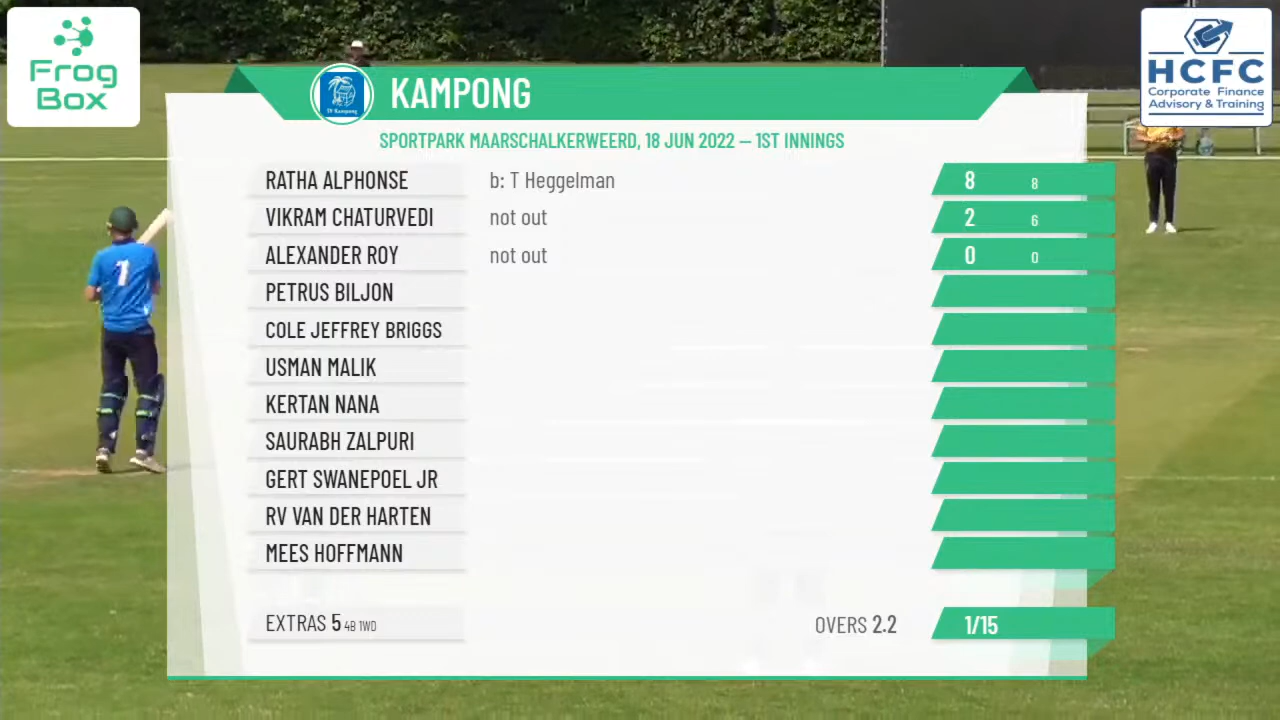 Frog
Box
KAMPONG
TV Kampong
HCFC
Corporate Finance
Advisory & Training
SPORTPARK MAARSCHALKERWEERD, 18 JUN 2022 – 1ST INNINGS
RATHA ALPHONSE b: T Heggelman 8 8
VIKRAM CHATURVEDI not out 2 6
ALEXANDER ROY not out 0 0
PETRUS BILJON
COLE JEFFREY BRIGGS
USMAN MALIK
KERTAN NANA
SAURABH ZALPURI
GERT SWANEPOEL JR
RV VAN DER HARTEN
MEES HOFFMANN
EXTRAS 5 4B 1WD OVERS 2.2 1/15
1